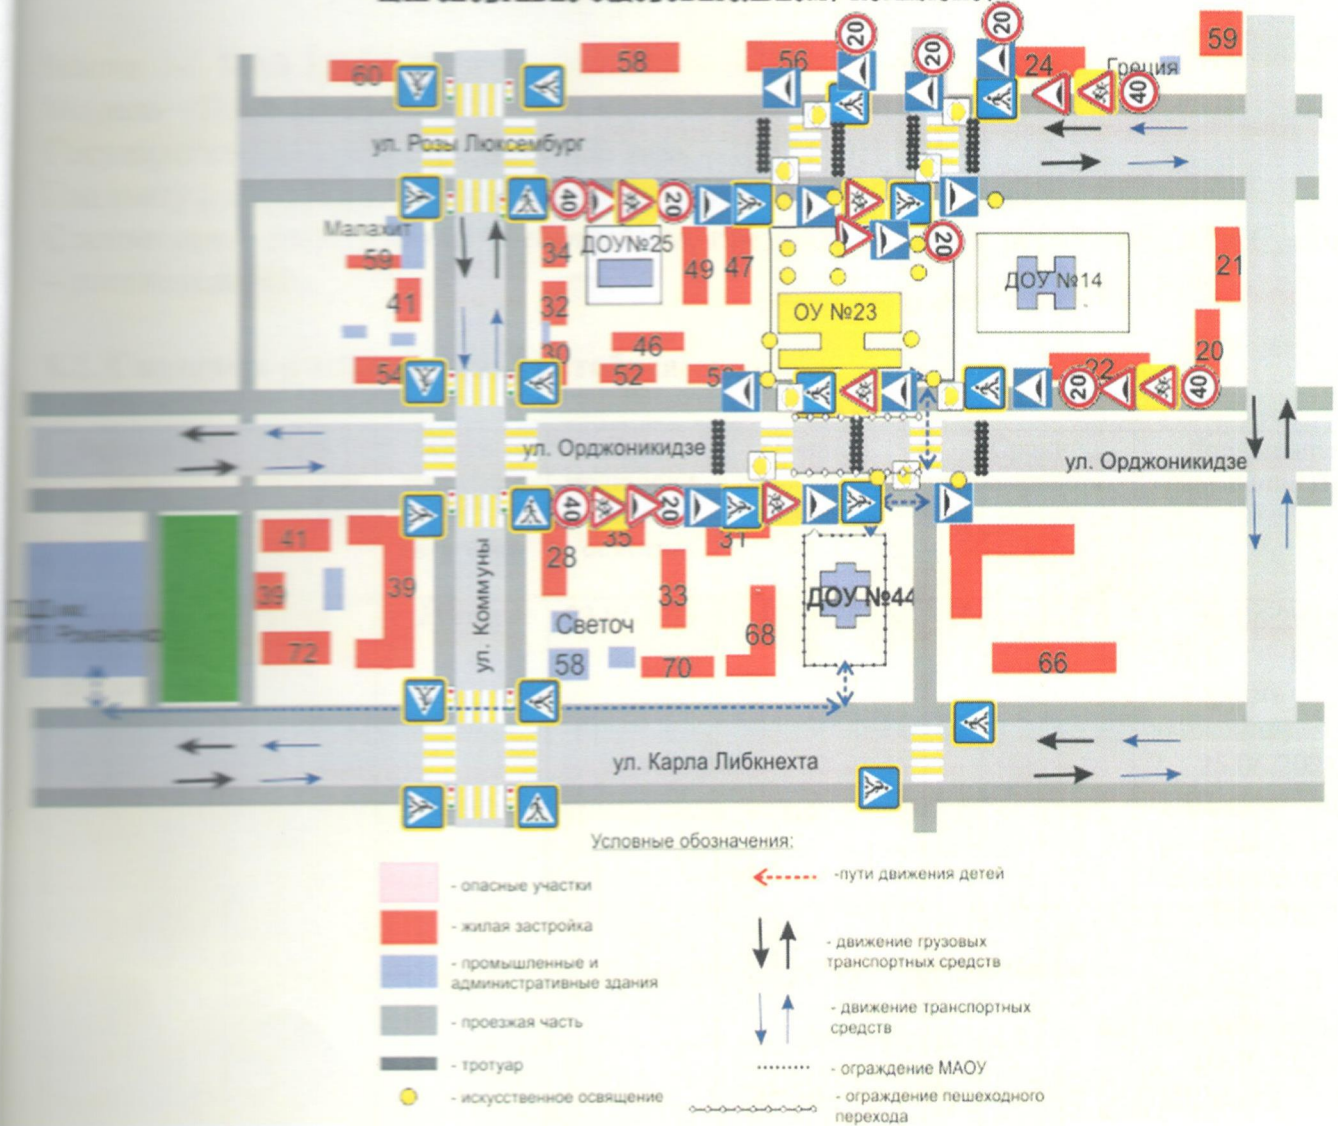 60
58
56
24
Греция
59
20
20
20
40
ул. Розы Люксембург
40
20
Малахит
59
41
34
ДОУ№25
49
47
20
ДОУ №14
21
32
ОУ №23
30
46
54
52
22
20
20
40
ул. Орджоникидзе
ул. Орджоникидзе
40
20
41
39
39
72
ул. Коммуны
28
35
31
33
68
Светоч
58
70
ДОУ №44
66
ул. Карла Либкнехта
Условные обозначения:
- опасные участки
- жилая застройка
- промышленные и
административные здания
- проезжая часть
- тротуар
- искусственное освящение
-пути движения детей
- движение грузовых
транспортных средств
- движение транспортных
средств
- ограждение МАОУ
- ограждение пешеходного
перехода